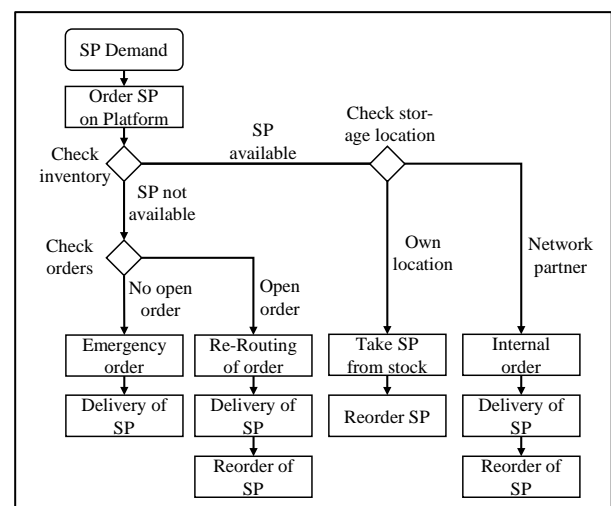 SP Demand
Order SP
on Platform
Check
inventory
SP
available
Check stor-
age location
SP not
available
Check
orders
Own
location
Network
partner
No open
order
Open
order
Emergency
order
Re-Routing
of order
Take SP
from stock
Internal
order
Delivery of
SP
Delivery of
SP
Reorder SP
Delivery of
SP
Reorder of
SP
Reorder of
SP